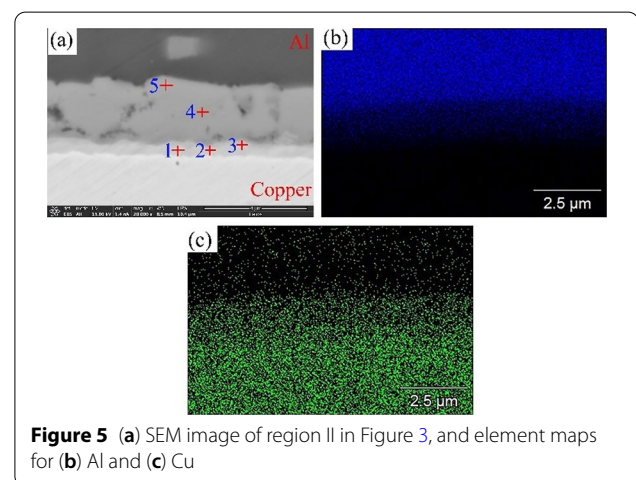 (a)
Al
5
4
1 2 3
Copper
(b)
2.5 μm
(c)
2.5 μm
Figure 5 (a) SEM image of region II in Figure 3, and element maps
for (b) Al and (c) Cu